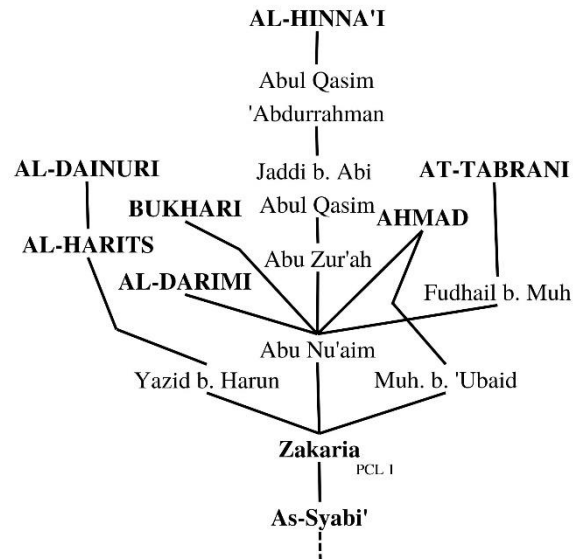 AL-HINNA'I
Abul Qasim
'Abdurrahman
AL-DAINURI
Jaddi b. Abi
Abul Qasim
AT-TABRANI
BUKHARI
AHMAD
AL-HARITS
Abu Zur'ah
AL-DARIMI
Fudhail b. Muh
Abu Nu'aim
Yazid b. Harun
Muh. b. 'Ubaid
Zakaria
PCL I
As-Syabi'